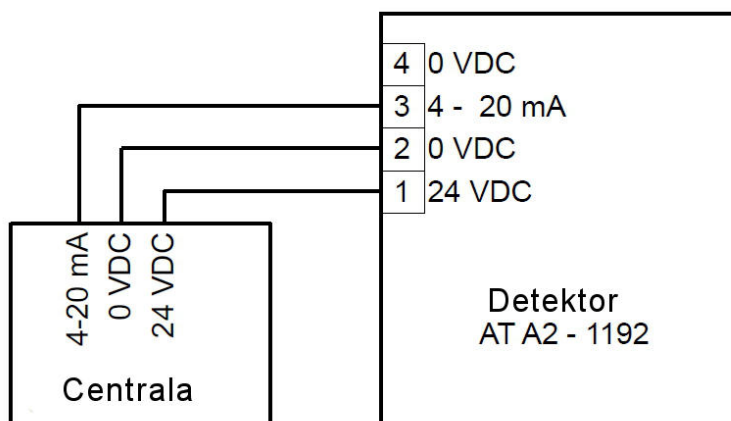 4 0 VDC
3 4 - 20 mA
2 0 VDC
1 24 VDC
4-20 mA
0 VDC
24 VDC
Centrala
Detektor
AT A2 - 1192